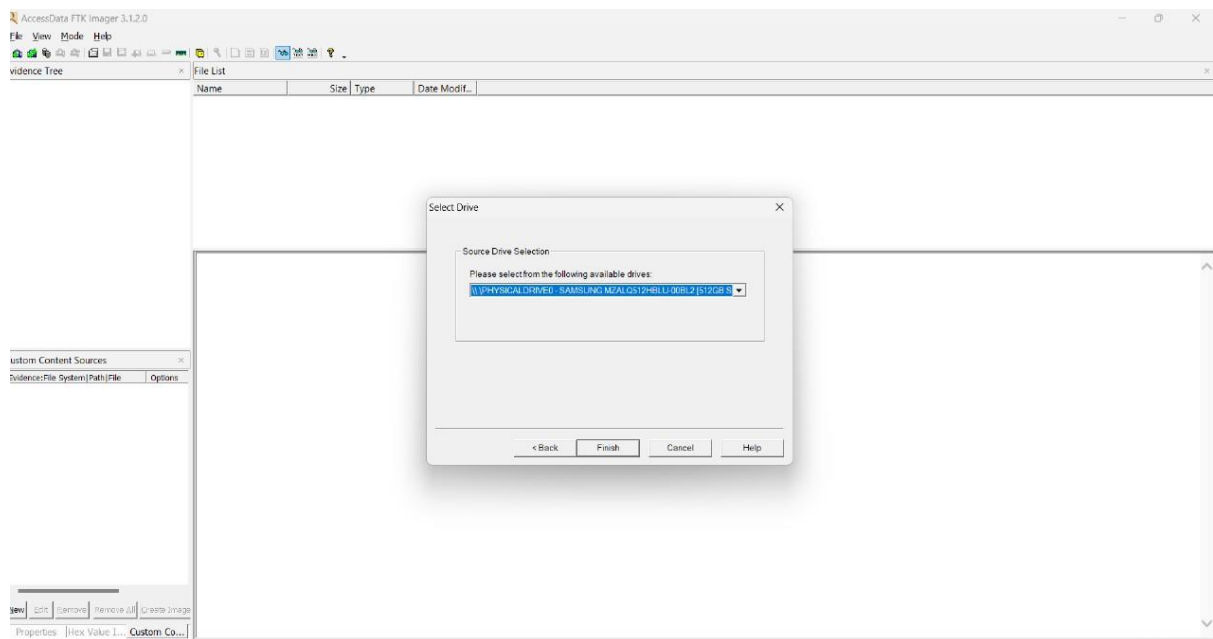 AccessData FTK Imager 3.1.2.0
File View Mode Help
vidence Tree
File List
Name Size Type Date Modif...
Select Drive
Source Drive Selection
Please select from the following available drives:
\\.\PHYSICALDRIVE0 - SAMSUNG MZALQ512HBLU-00BL2 [512GB S
ustom Content Sources
Evidence:File System|Path|File Options
< Back Finish Cancel Help
New Edit Remove Remove All Create Image
Properties Hex Value I... Custom Co...